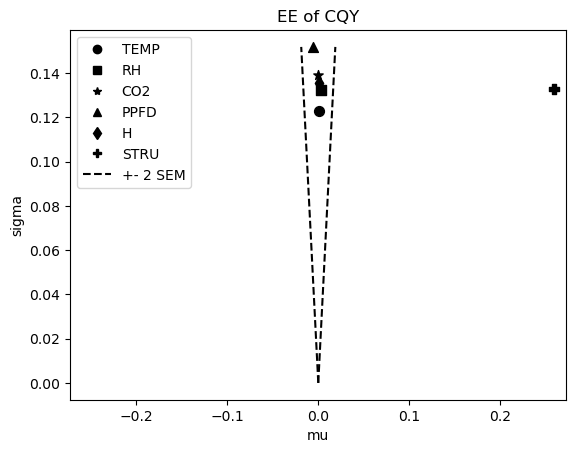 EE of CQY
TEMP
RH
CO2
PPFD
H
STRU
+- 2 SEM
0.14
0.12
0.10
0.08
0.06
0.04
0.02
0.00
sigma
−0.2
−0.1
0.0
0.1
0.2
mu